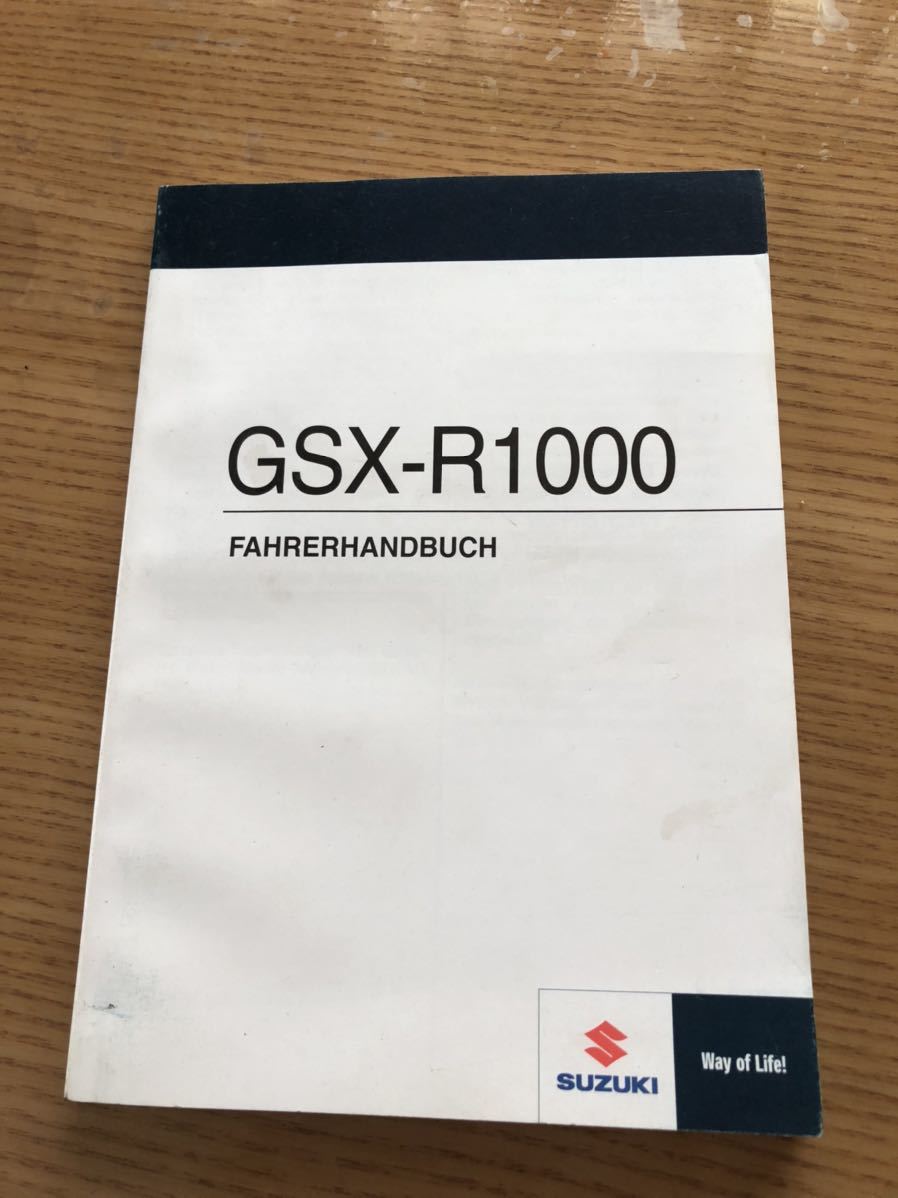 GSX-R1000
FAHRERHANDBUCH
SUZUKI
Way of Life!